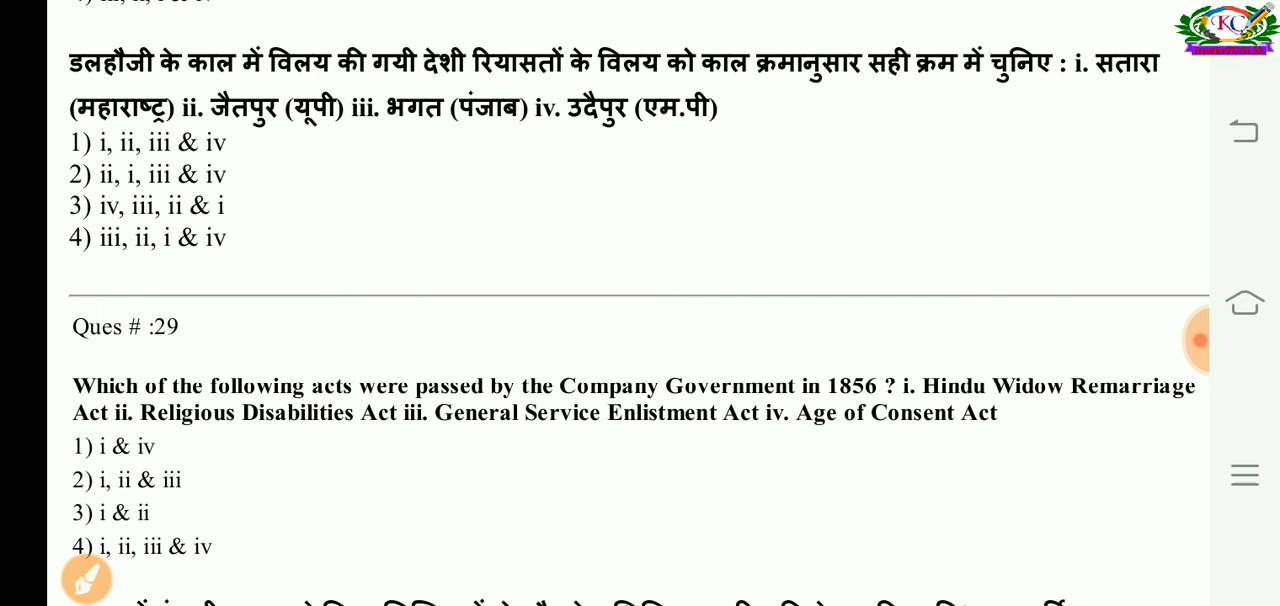 डलहौजी के काल में विलय की गयी देशी रियासतों के विलय को काल क्रमानुसार सही क्रम में चुनिए : i. सतारा
(महाराष्ट्र) ii. जैतपुर (यूपी) iii. भगत (पंजाब) iv. उदैपुर (एम.पी)
1) i, ii, iii & iv
2) ii, i, iii & iv
3) iv, iii, ii & i
4) iii, ii, i & iv
Ques # :29
Which of the following acts were passed by the Company Government in 1856 ? i. Hindu Widow Remarriage
Act ii. Religious Disabilities Act iii. General Service Enlistment Act iv. Age of Consent Act
1) i & iv
2) i, ii & iii
3) i & ii
4) i, ii, iii & iv
KC